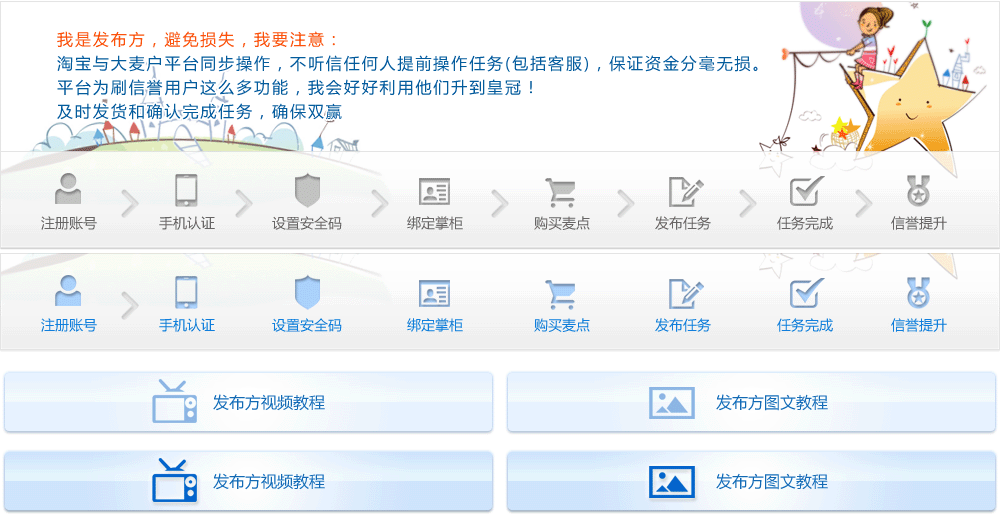 我是发布方，避免损失，我要注意：
淘宝与大麦户平台同步操作，不听信任何人提前操作任务(包括客服)，保证资金分毫无损。
平台为刷信誉用户这么多功能，我会好好利用他们升到皇冠！
及时发货和确认完成任务，确保双赢
注册账号 手机认证 设置安全码 绑定掌柜 购买麦点 发布任务 任务完成 信誉提升
注册账号 手机认证 设置安全码 绑定掌柜 购买麦点 发布任务 任务完成 信誉提升
发布方视频教程 发布方图文教程
发布方视频教程 发布方图文教程